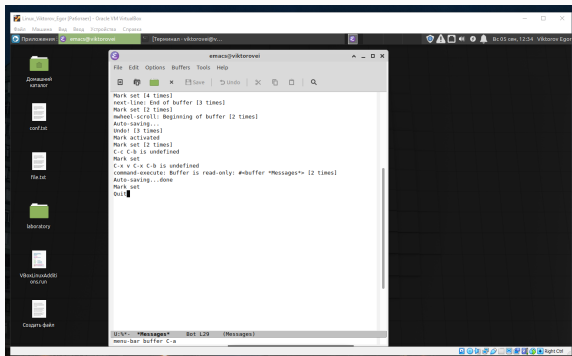 Linux_Viktorov_Egor [Работает] - Oracle VM VirtualBox
Файл Машина Вид Ввод Устройства Справка
Приложения emacs@viktorovei Терминал - viktorovei@v... Вс 05 сен, 12:34 Viktorov Egor
emacs@viktorovei
File Edit Options Buffers Tools Help
Save Undo
Mark set [4 times]
next-line: End of buffer [3 times]
Mark set [2 times]
mwheel-scroll: Beginning of buffer [2 times]
Auto-saving...
Undo! [3 times]
Mark activated
Mark set [2 times]
C-c C-b is undefined
Mark set
C-x v C-x C-b is undefined
command-execute: Buffer is read-only: #<buffer *Messages*> [2 times]
Auto-saving...done
Mark set
Quit
U:%*- *Messages* Bot L29 (Messages)
menu-bar buffer C-a
Домашний
каталог
conf.txt
file.txt
laboratory
VBoxLinuxAdditi
ons.run
Создать файл
Right Ctrl